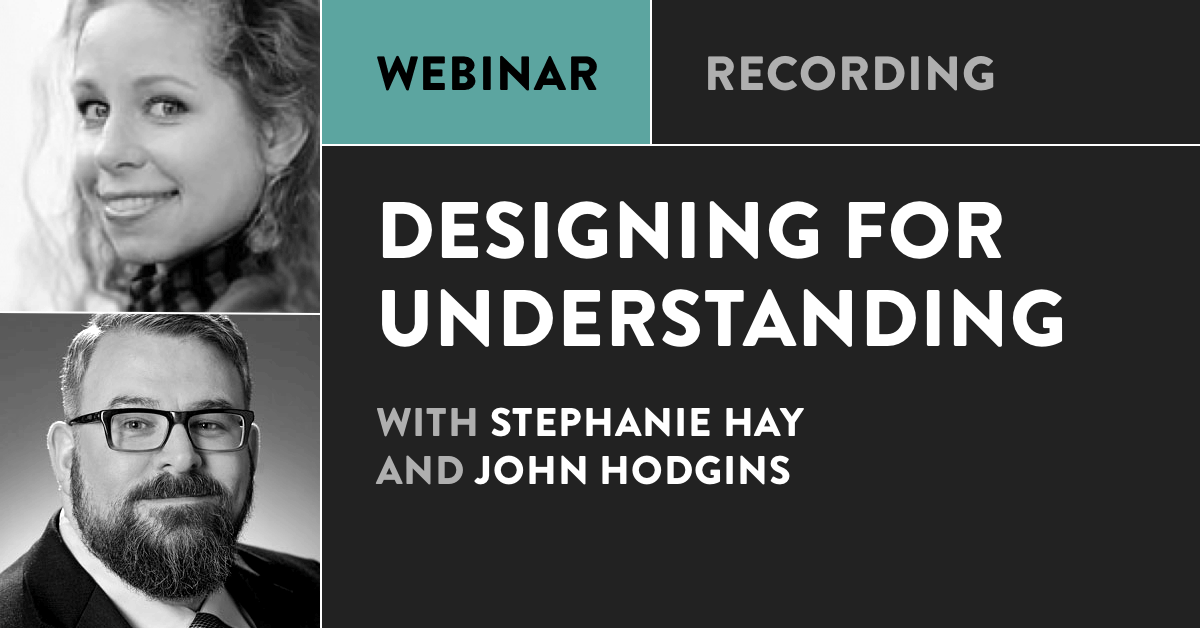 WEBINAR
RECORDING
DESIGNING FOR
UNDERSTANDING
WITH STEPHANIE HAY
AND JOHN HODGINS